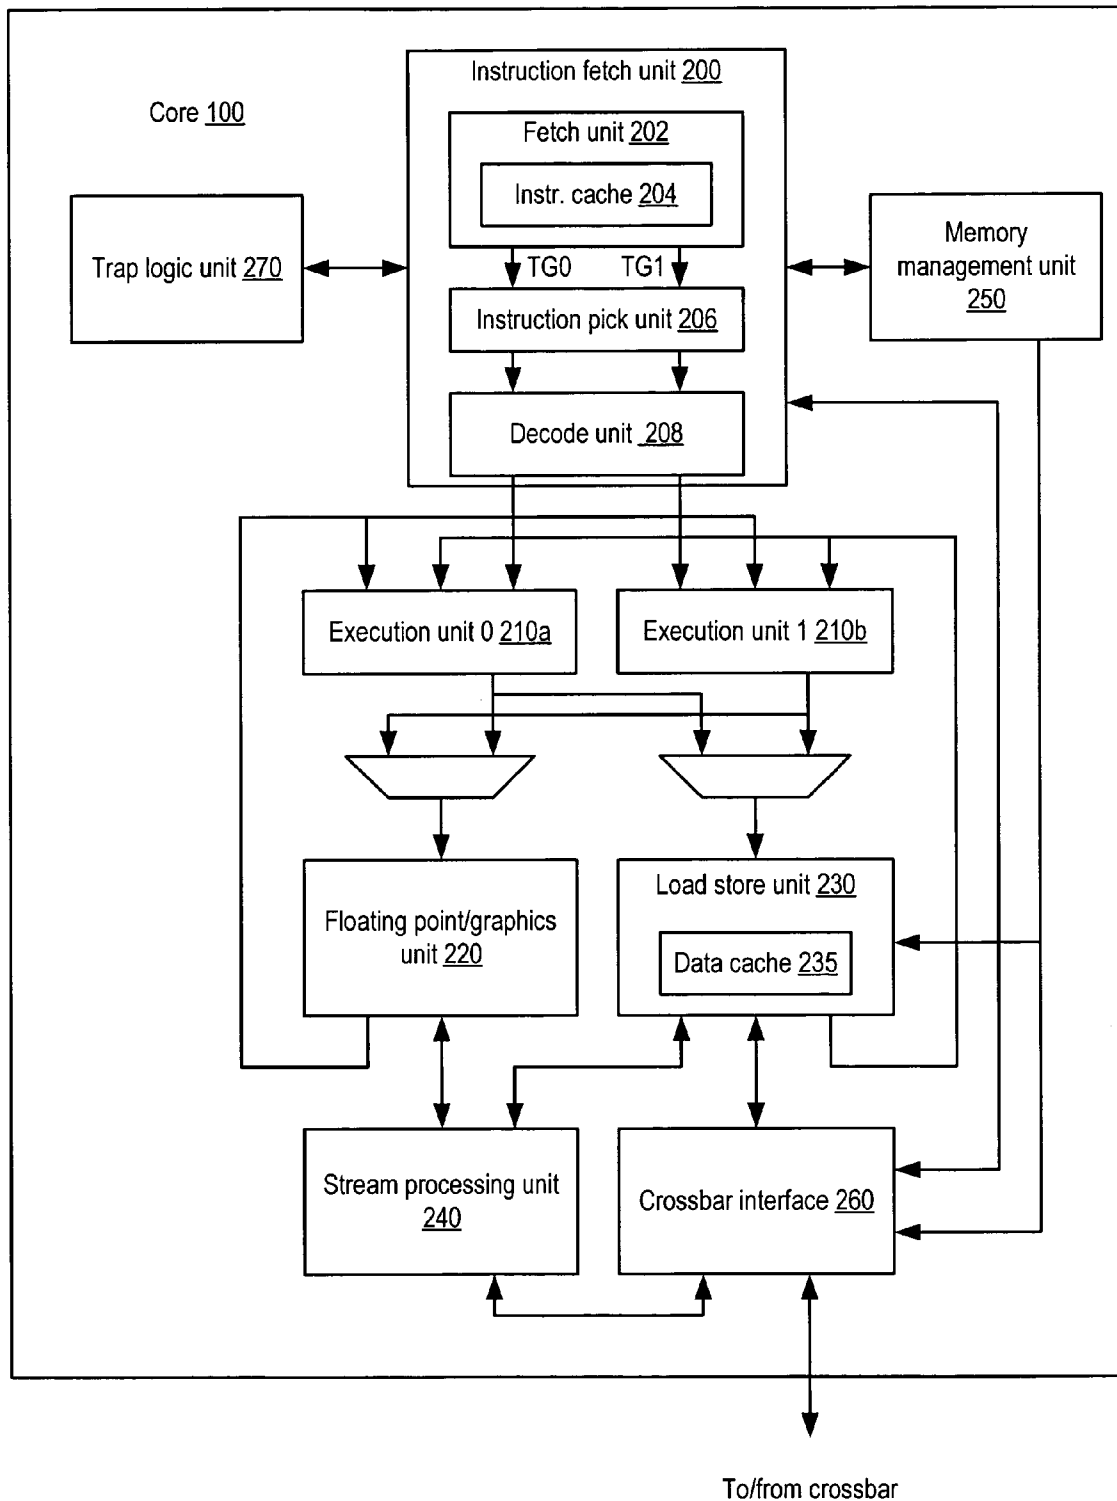 Instruction fetch unit 200
Core 100
Fetch unit 202
Instr. cache 204
Trap logic unit 270
TG0
TG1
Memory
management unit
250
Instruction pick unit 206
Decode unit 208
Execution unit 0 210a
Execution unit 1 210b
Floating point/graphics
unit 220
Load store unit 230
Data cache 235
Stream processing unit
240
Crossbar interface 260
To/from crossbar